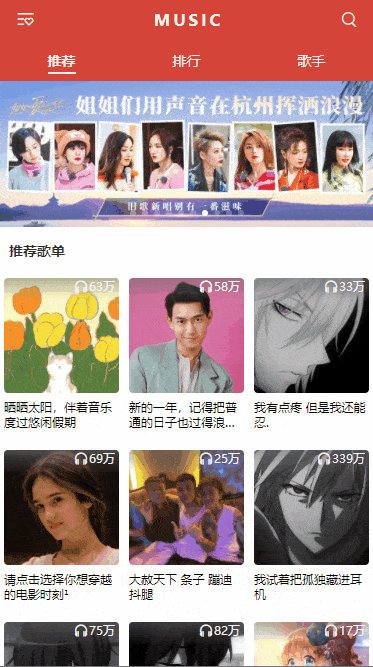 MUSIC
推荐 排行 歌手
姐姐们用声音在杭州挥洒浪漫
旧歌新唱别有一番滋味
推荐歌单
63万 58万 33万
晒晒太阳，伴着音乐
度过悠闲假期
新的一年，记得把普
通的日子也过得浪...
我有点疼 但是我还能
忍.
69万 25万 339万
请点击选择你想穿越
的电影时刻¹
大赦天下 条子 蹦迪
抖腿
我试着把孤独藏进耳
机
75万 82万 17万